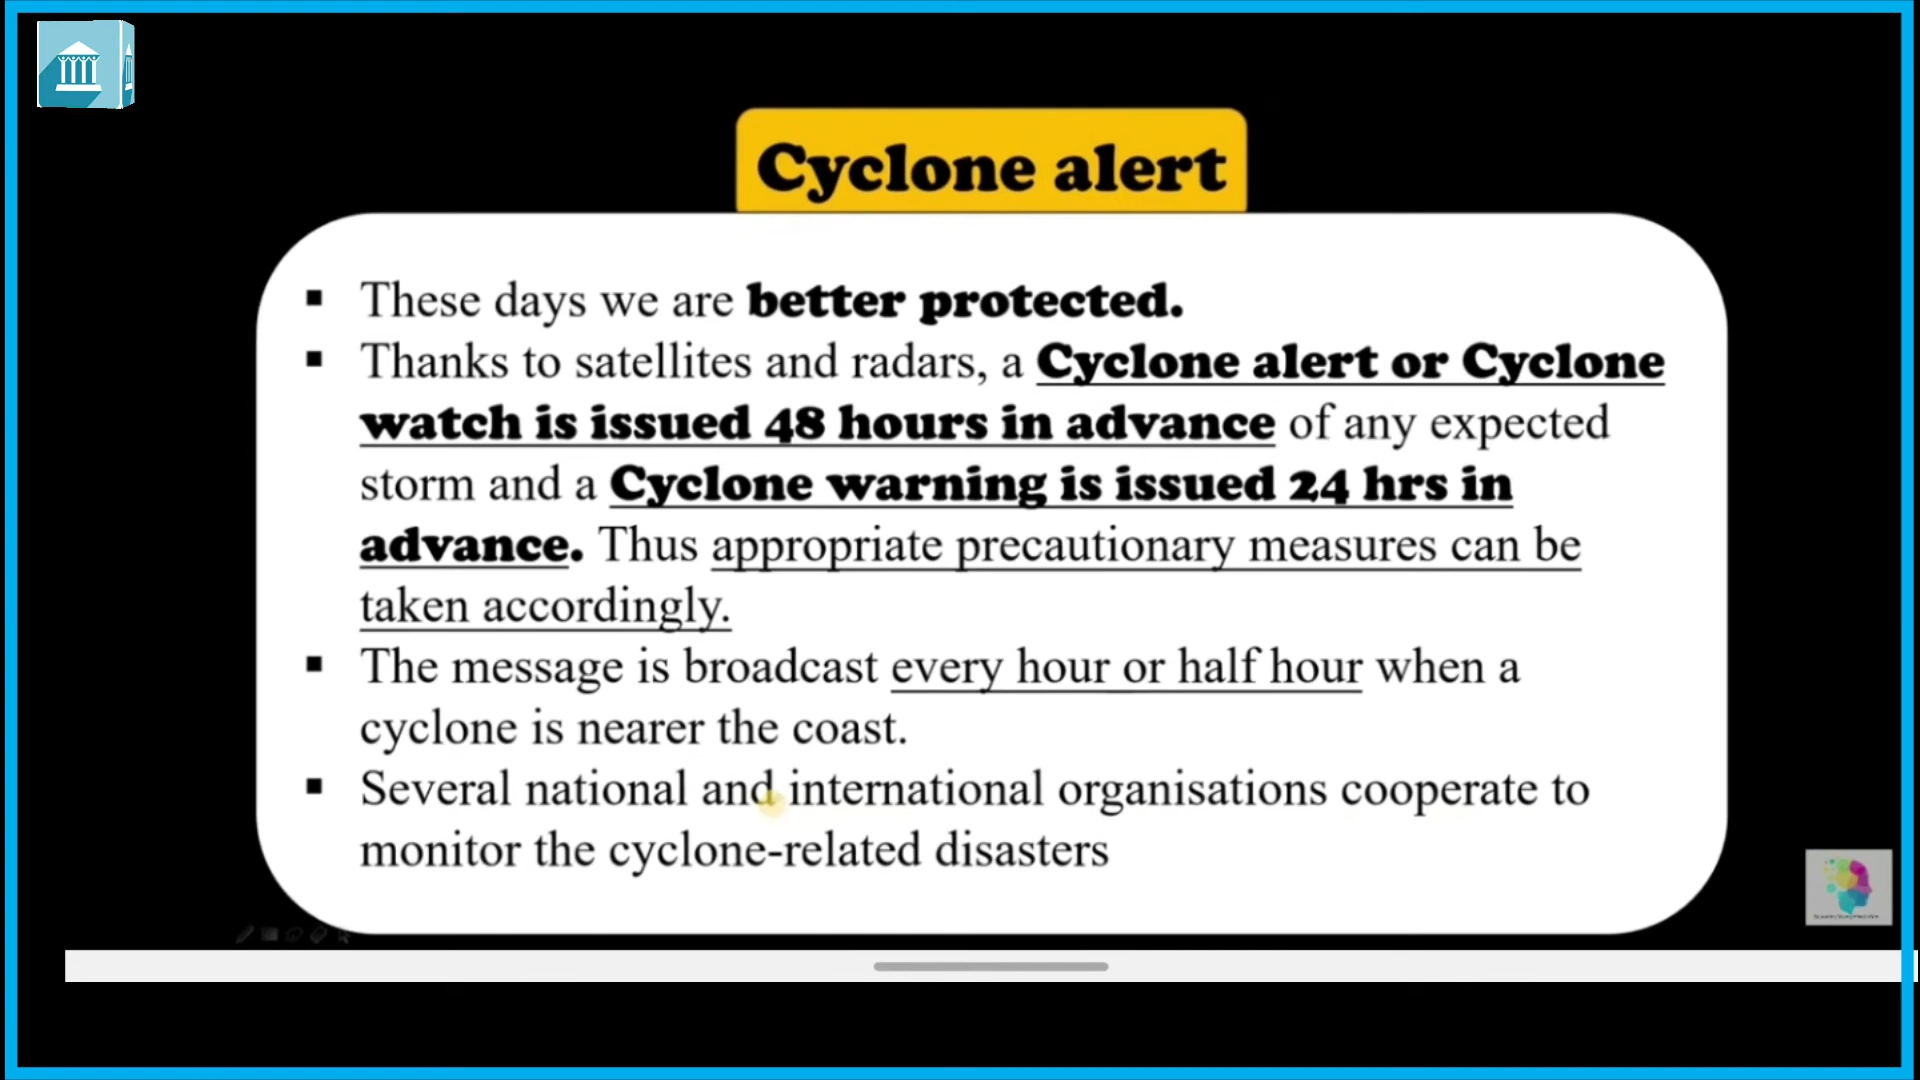 Cyclone alert
▪ These days we are better protected.
▪ Thanks to satellites and radars, a Cyclone alert or Cyclone
watch is issued 48 hours in advance of any expected
storm and a Cyclone warning is issued 24 hrs in
advance. Thus appropriate precautionary measures can be
taken accordingly.
▪ The message is broadcast every hour or half hour when a
cyclone is nearer the coast.
▪ Several national and international organisations cooperate to
monitor the cyclone-related disasters